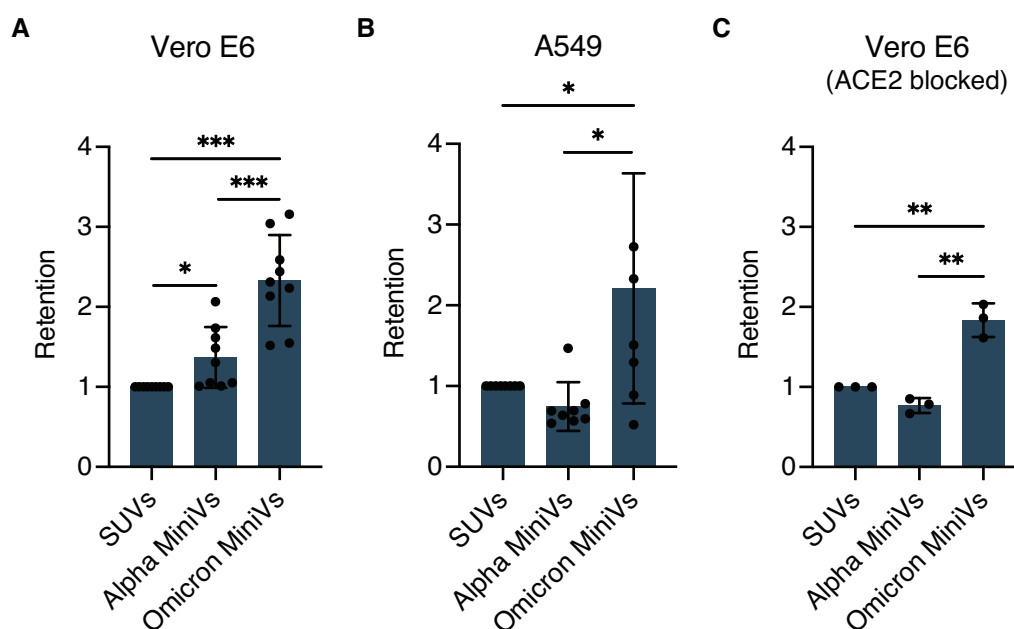 A
Vero E6
Retention
4
3
2
1
0
***
***
*
SUVs
Alpha MiniVs
Omicron MiniVs
B
A549
Retention
4
3
2
1
0
*
*
SUVs
Alpha MiniVs
Omicron MiniVs
C
Vero E6
(ACE2 blocked)
Retention
4
3
2
1
0
**
**
SUVs
Alpha MiniVs
Omicron MiniVs